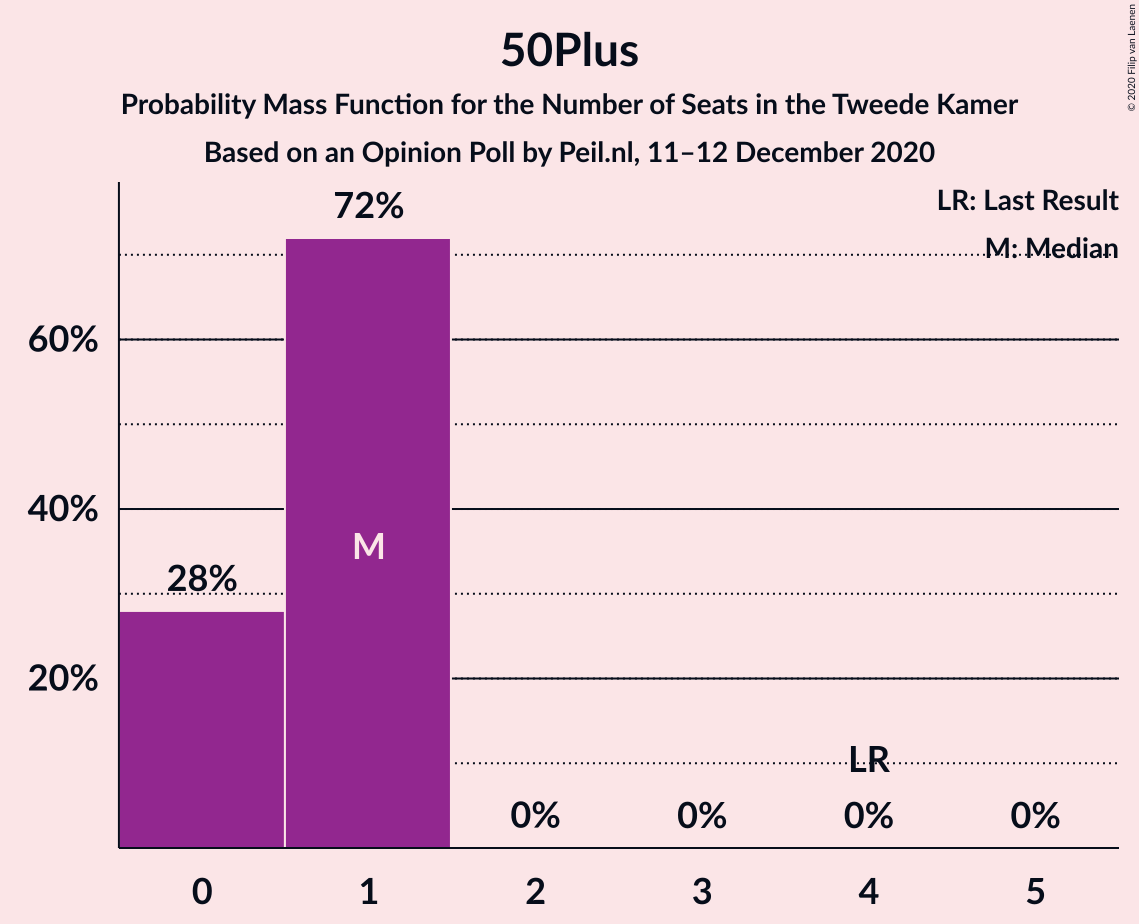 50Plus
Probability Mass Function for the Number of Seats in the Tweede Kamer
Based on an Opinion Poll by Peil.nl, 11–12 December 2020
© 2020 Filip van Laenen
LR: Last Result
M: Median
72%
60%
40%
M
28%
20%
LR
0% 0% 0% 0%
0 1 2 3 4 5